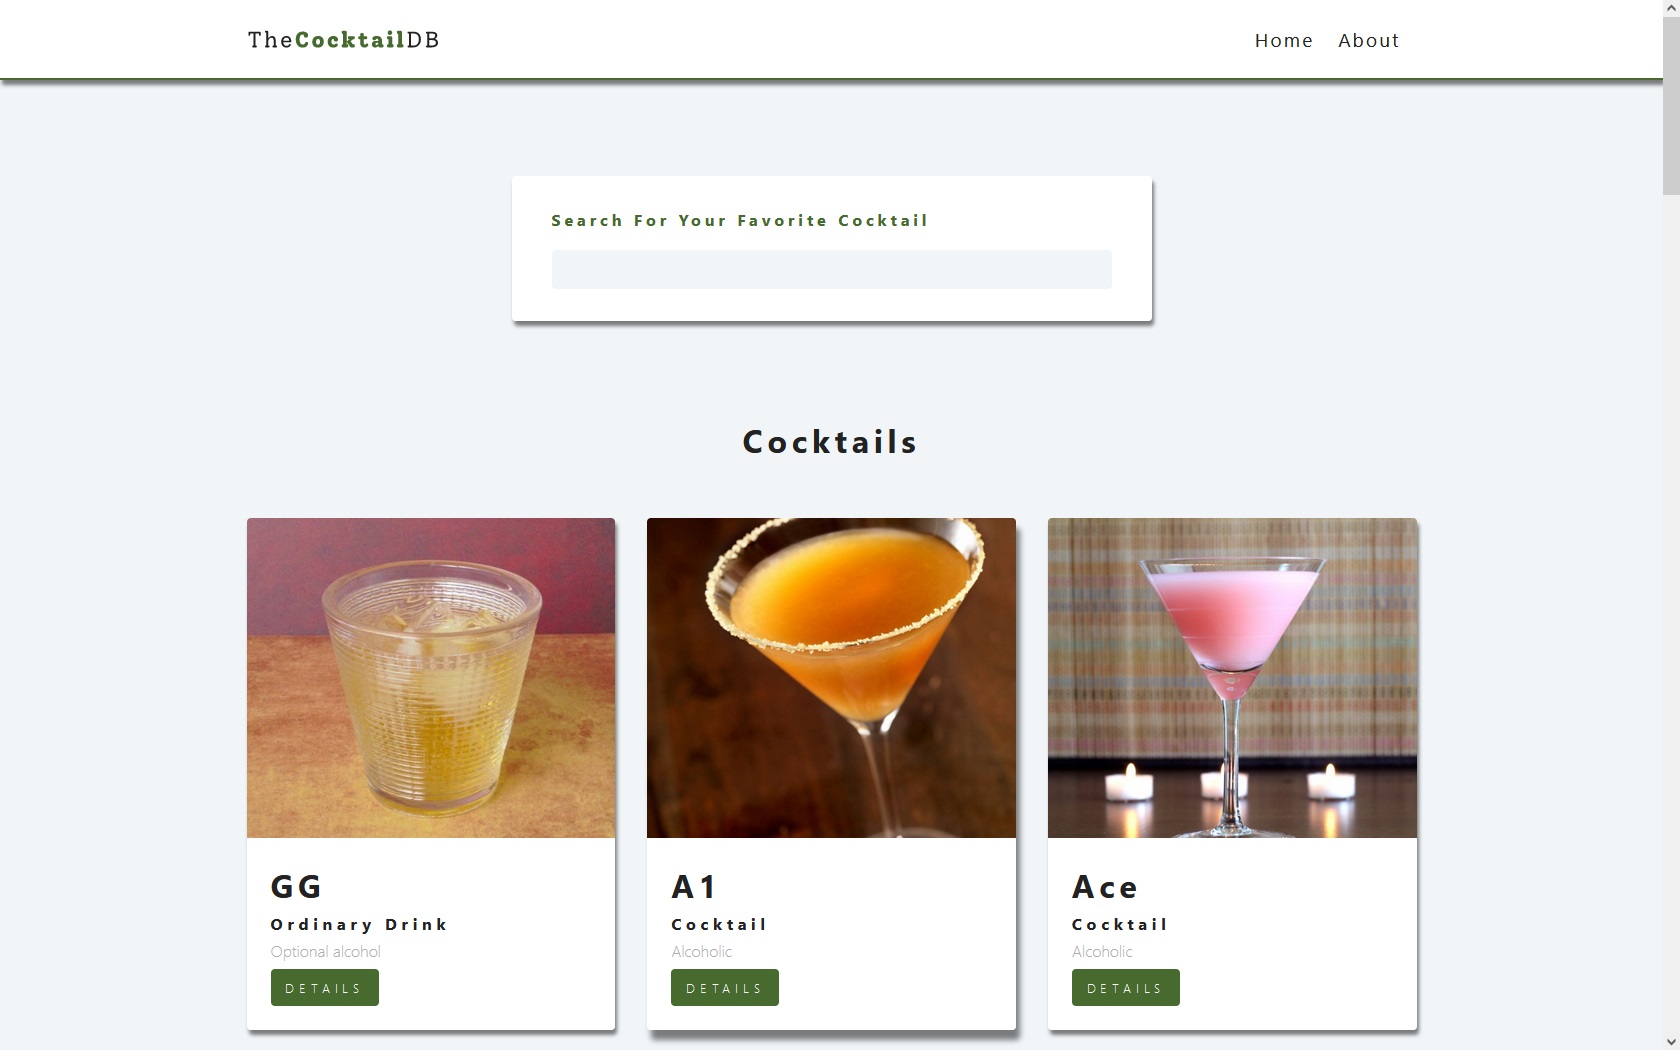 TheCocktailDB
Home About
Search For Your Favorite Cocktail
Cocktails
GG
Ordinary Drink
Optional alcohol
DETAILS
A1
Cocktail
Alcoholic
DETAILS
Ace
Cocktail
Alcoholic
DETAILS